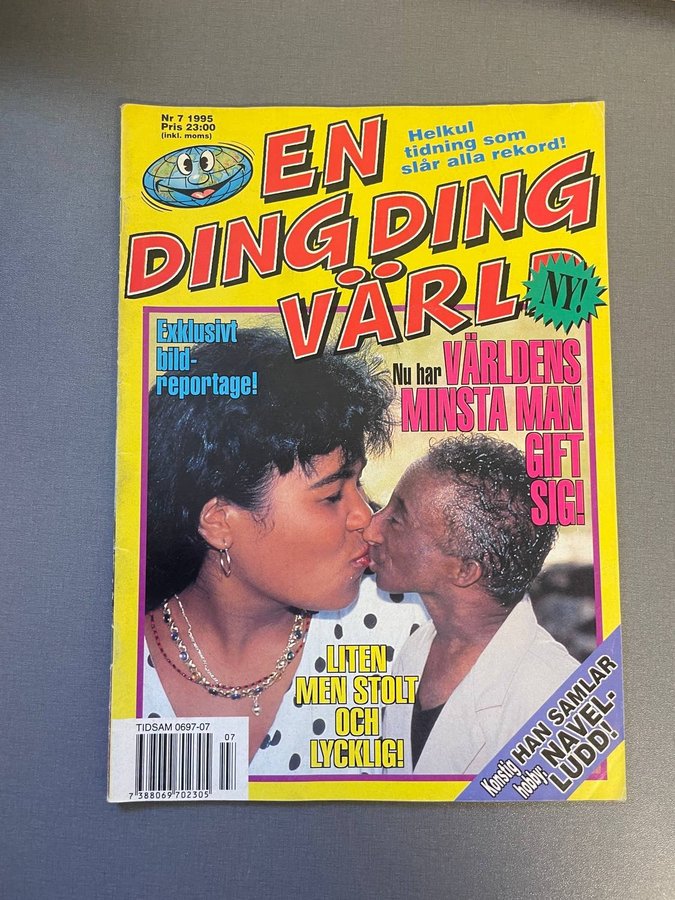 Nr 7 1995
Pris 23:00
(inkl. moms)
Helkul
tidning som
slår alla rekord!
EN
DING DING
VÄRLD
NY!
Exklusivt
bild-
reportage!
Nu har VÄRLDENS
MINSTA MAN
GIFT
SIG!
LITEN
MEN STOLT
OCH
LYCKLIG!
Konstig
hobby:
HAN SAMLAR
NAVEL-
LUDD!
TIDSAM 0697-07
07
7 388069 702305